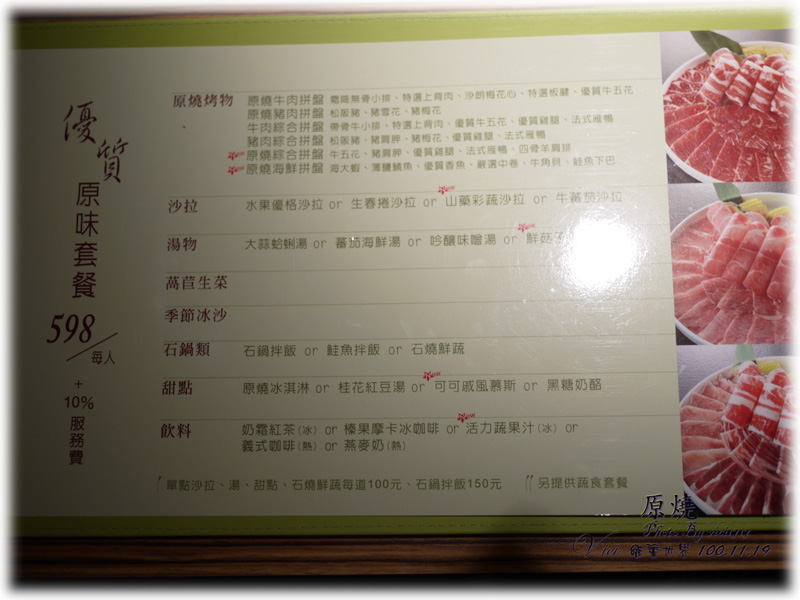 優質
原味套餐
598
每人
+
10%
服務費
原燒烤物 原燒牛肉拼盤 霜降無骨小排、特選上背肉、沙朗梅花心、特選板腱、優質牛五花
原燒豬肉拼盤 松阪豬、豬雪花、豬梅花
牛肉綜合拼盤 帶骨牛小排、特選上背肉、優質牛五花、優質雞腿、法式雁鴨
豬肉綜合拼盤 松阪豬、豬肩胛、豬梅花、優質雞腿、法式雁鴨
原燒綜合拼盤 牛五花、豬肩胛、優質雞腿、法式雁鴨、四骨羊肩排
原燒海鮮拼盤 海大蝦、薄鹽鯖魚、優質香魚、嚴選中卷、牛角貝、鮭魚下巴
沙拉 水果優格沙拉 or 生春捲沙拉 or 山藥彩蔬沙拉 or 牛蕃茄沙拉
湯物 大蒜蛤蜊湯 or 蕃茄海鮮湯 or 吟釀味噌湯 or 鮮菇
萵苣生菜
季節冰沙
石鍋類 石鍋拌飯 or 鮭魚拌飯 or 石燒鮮蔬
甜點 原燒冰淇淋 or 桂花紅豆湯 or 可可戚風慕斯 or 黑糖奶酪
飲料 奶霜紅茶(冰) or 榛果摩卡冰咖啡 or 活力蔬果汁(冰) or
義式咖啡(熱) or 燕麥奶(熱)
單點沙拉、湯、甜點、石燒鮮蔬每道100元、石鍋拌飯150元 另提供蔬食套餐
原燒
Photo By
100.11.19